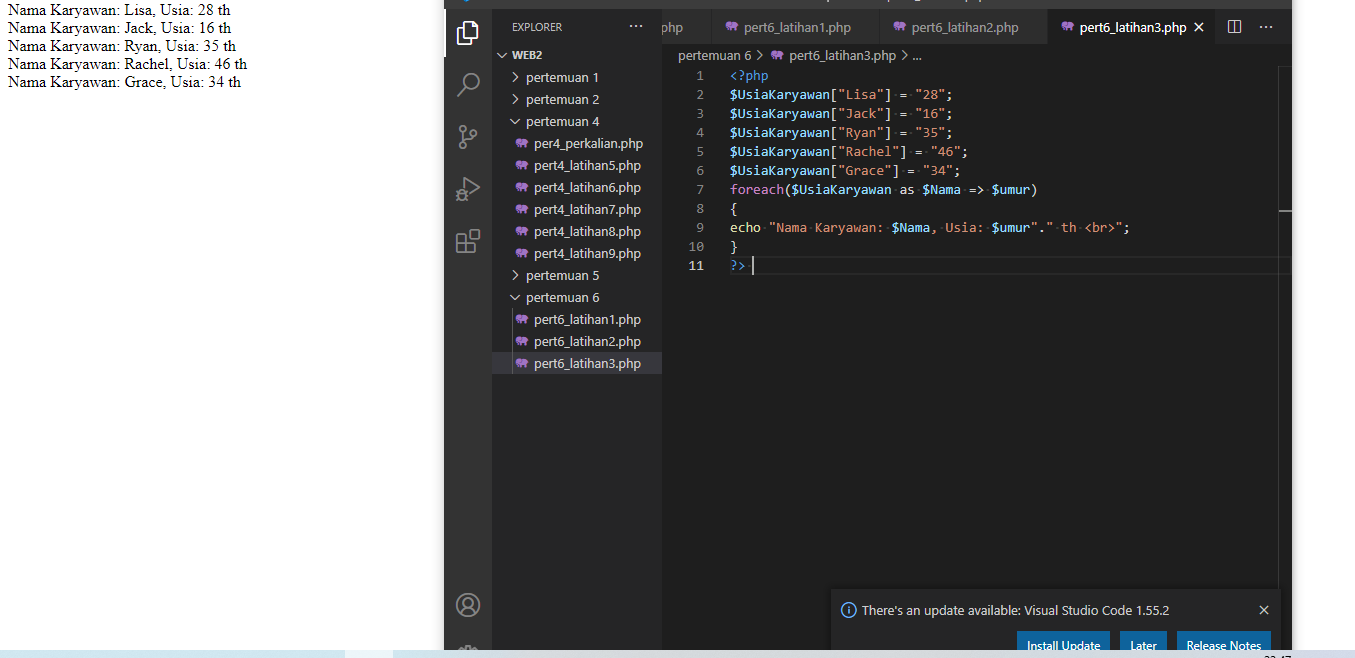 Nama Karyawan: Lisa, Usia: 28 th
Nama Karyawan: Jack, Usia: 16 th
Nama Karyawan: Ryan, Usia: 35 th
Nama Karyawan: Rachel, Usia: 46 th
Nama Karyawan: Grace, Usia: 34 th
EXPLORER
WEB2
pertemuan 1
pertemuan 2
pertemuan 4
per4_perkalian.php
pert4_latihan5.php
pert4_latihan6.php
pert4_latihan7.php
pert4_latihan8.php
pert4_latihan9.php
pertemuan 5
pertemuan 6
pert6_latihan1.php
pert6_latihan2.php
pert6_latihan3.php
php pert6_latihan1.php pert6_latihan2.php pert6_latihan3.php
pertemuan 6 > pert6_latihan3.php > ...
1 <?php
2 $UsiaKaryawan["Lisa"] = "28";
3 $UsiaKaryawan["Jack"] = "16";
4 $UsiaKaryawan["Ryan"] = "35";
5 $UsiaKaryawan["Rachel"] = "46";
6 $UsiaKaryawan["Grace"] = "34";
7 foreach($UsiaKaryawan as $Nama => $umur)
8 {
9 echo "Nama Karyawan: $Nama, Usia: $umur"." th <br>";
10 }
11 ?>
There's an update available: Visual Studio Code 1.55.2
Install Update Later Release Notes